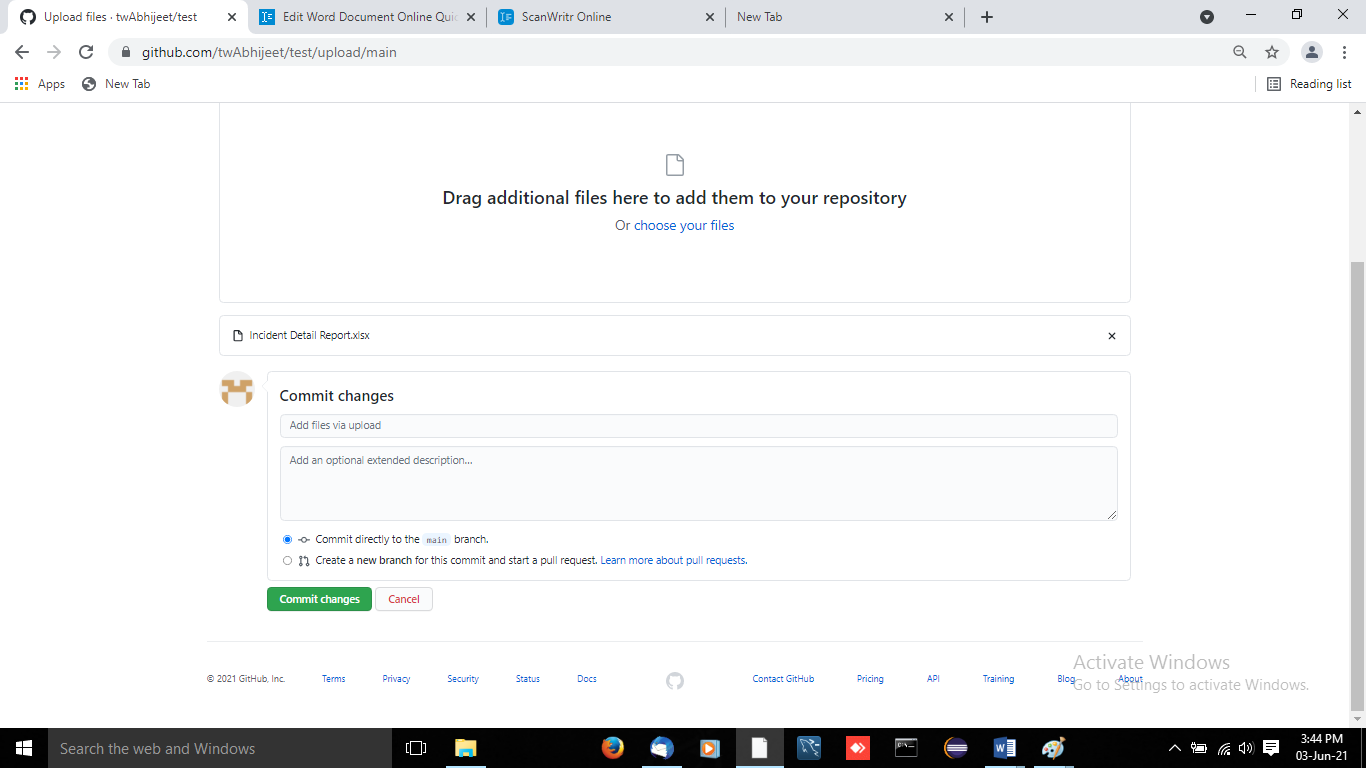 Upload files · twAbhijeet/test
Edit Word Document Online Quic
ScanWritr Online
New Tab
github.com/twAbhijeet/test/upload/main
Apps
New Tab
Reading list
Drag additional files here to add them to your repository
Or choose your files
Incident Detail Report.xlsx
Commit changes
Add files via upload
Add an optional extended description...
Commit directly to the main branch.
Create a new branch for this commit and start a pull request. Learn more about pull requests.
Commit changes
Cancel
© 2021 GitHub, Inc.
Terms
Privacy
Security
Status
Docs
Contact GitHub
Pricing
API
Training
Blog
About
Activate Windows
Go to Settings to activate Windows.
Search the web and Windows
3:44 PM
03-Jun-21